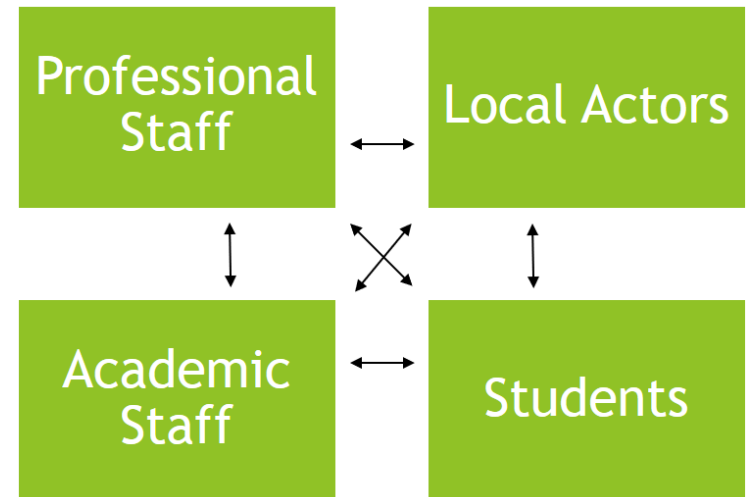 Professional
Staff
Local Actors
Academic
Staff
Students